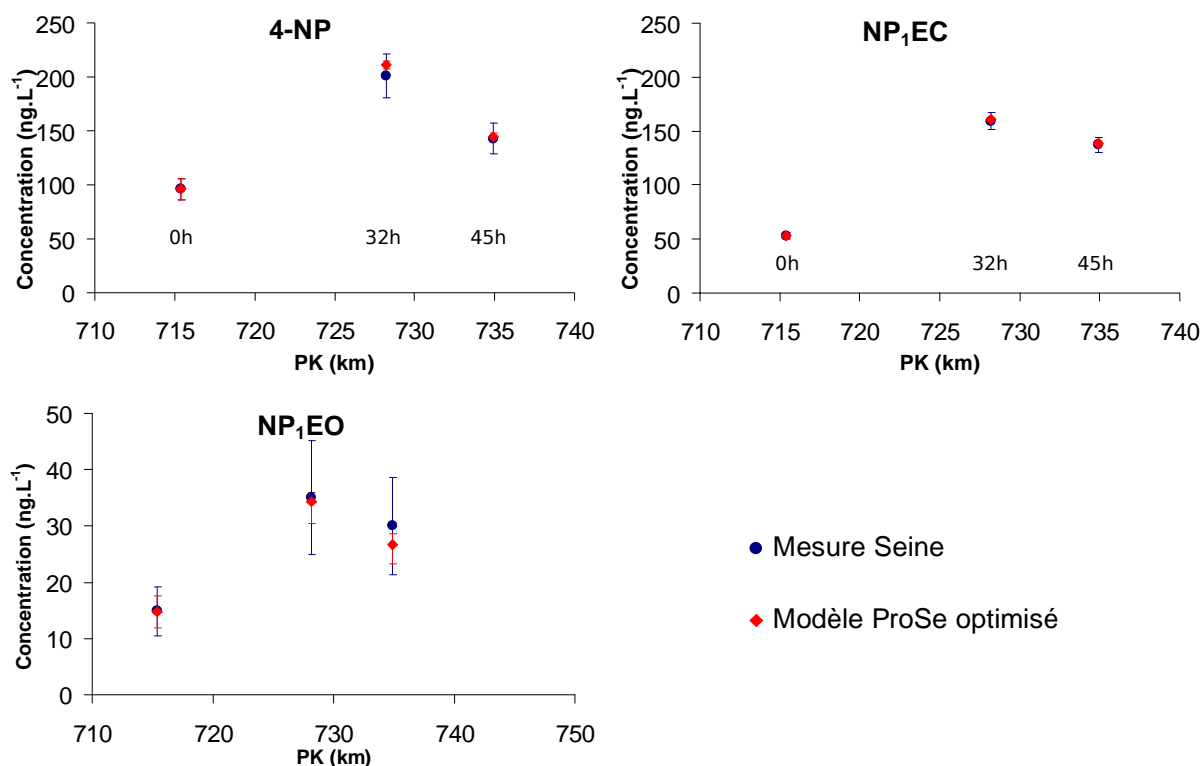 4-NP
Concentration (ng.L⁻¹)
250
200
150
100
50
0
0h
32h
45h
710 715 720 725 730 735 740
PK (km)
NP₁EC
Concentration (ng.L⁻¹)
250
200
150
100
50
0
0h
32h
45h
710 715 720 725 730 735 740
PK (km)
NP₁EO
Concentration (ng.L⁻¹)
50
40
30
20
10
0
710 720 730 740 750
PK (km)
Mesure Seine
Modèle ProSe optimisé